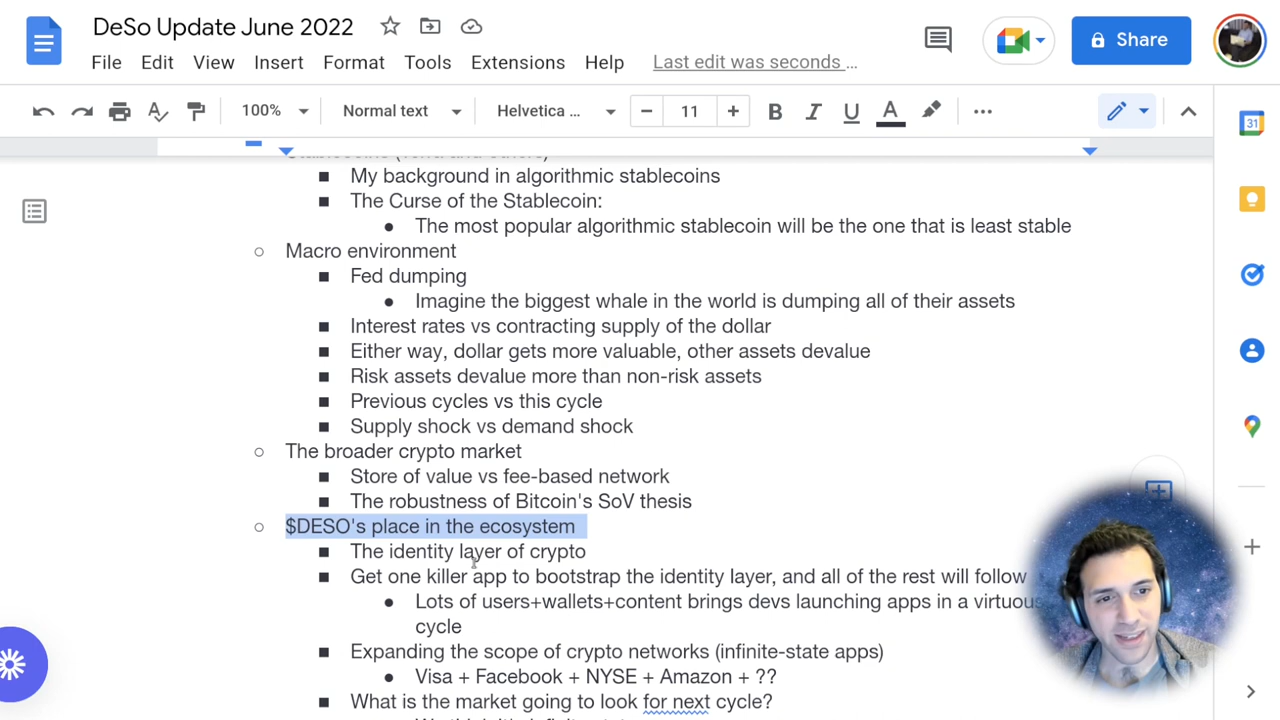 DeSo Update June 2022
File Edit View Insert Format Tools Extensions Help Last edit was seconds …
Share
100% Normal text Helvetica ... 11 B I U A
31
My background in algorithmic stablecoins
The Curse of the Stablecoin:
The most popular algorithmic stablecoin will be the one that is least stable
Macro environment
Fed dumping
Imagine the biggest whale in the world is dumping all of their assets
Interest rates vs contracting supply of the dollar
Either way, dollar gets more valuable, other assets devalue
Risk assets devalue more than non-risk assets
Previous cycles vs this cycle
Supply shock vs demand shock
The broader crypto market
Store of value vs fee-based network
The robustness of Bitcoin's SoV thesis
$DESO's place in the ecosystem
The identity layer of crypto
Get one killer app to bootstrap the identity layer, and all of the rest will follow
Lots of users+wallets+content brings devs launching apps in a virtuous
cycle
Expanding the scope of crypto networks (infinite-state apps)
Visa + Facebook + NYSE + Amazon + ??
What is the market going to look for next cycle?